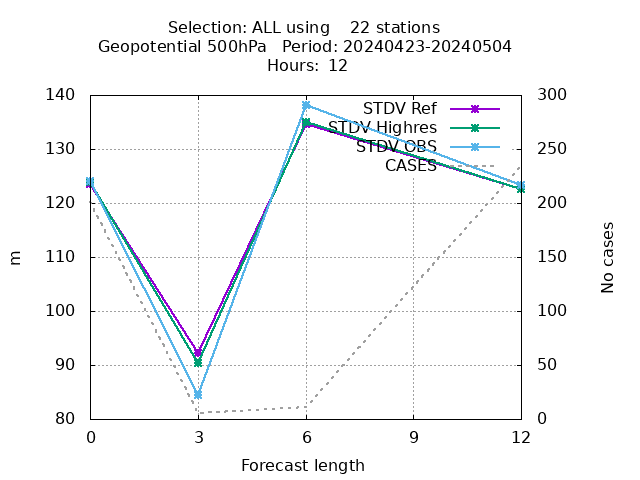 Selection: ALL using    22 stations
Geopotential 500hPa   Period: 20240423-20240504
Hours: 12
140
130
120
110
100
90
80
300
250
200
150
100
50
0
STDV Ref
STDV Highres
STDV OBS
CASES
m
No cases
0
3
6
9
12
Forecast length